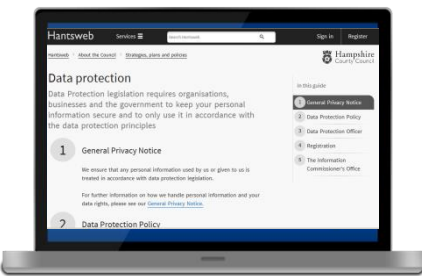 Hantsweb Services Sign in Register
Hantsweb About the Council Strategies, plans and policies
Hampshire
County Council
Data protection
Data Protection legislation requires organisations,
businesses and the government to keep your personal
information secure and to only use it in accordance with
the data protection principles
1 General Privacy Notice
We ensure that any personal information used by us or given to us is
treated in accordance with data protection legislation.
For further information on how we handle personal information and your
data rights, please see our General Privacy Notice.
2 Data Protection Policy
In this guide
1 General Privacy Notice
2 Data Protection Policy
3 Data Protection Officer
4 Registration
5 The Information
Commissioner's Office